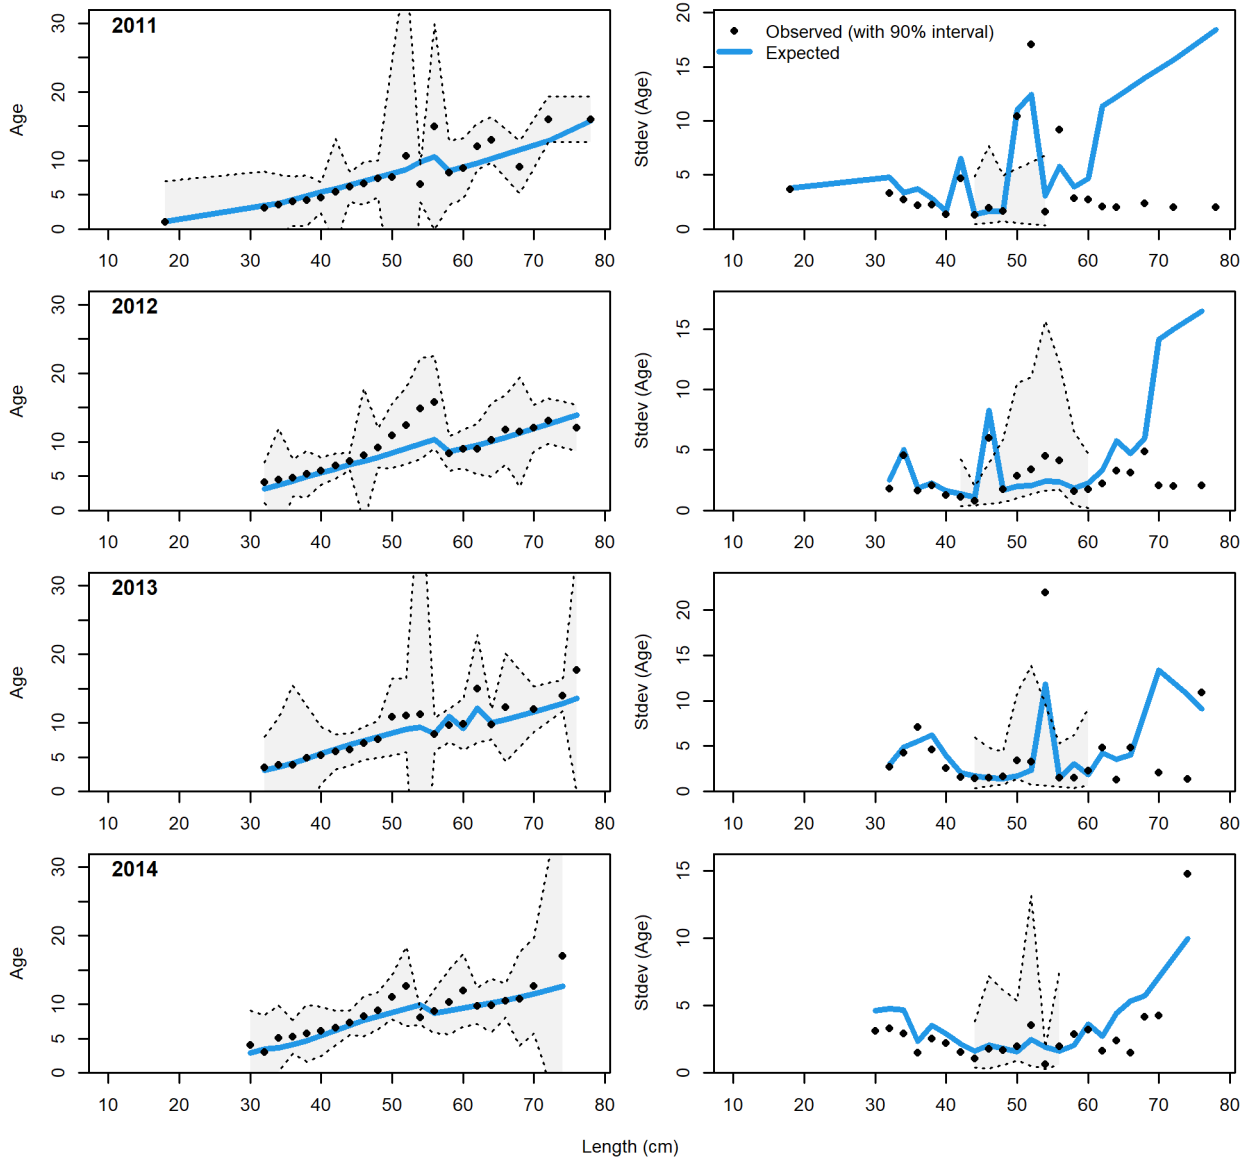 2011
Age
0 5 10 20 30
10 20 30 40 50 60 70 80
Observed (with 90% interval)
Expected
Stdev (Age)
0 5 10 15 20
10 20 30 40 50 60 70 80
2012
Age
0 5 10 20 30
10 20 30 40 50 60 70 80
Stdev (Age)
0 5 10 15
10 20 30 40 50 60 70 80
2013
Age
0 5 10 20 30
10 20 30 40 50 60 70 80
Stdev (Age)
0 5 10 15 20
10 20 30 40 50 60 70 80
2014
Age
0 5 10 20 30
10 20 30 40 50 60 70 80
Stdev (Age)
0 5 10 15
10 20 30 40 50 60 70 80
Length (cm)